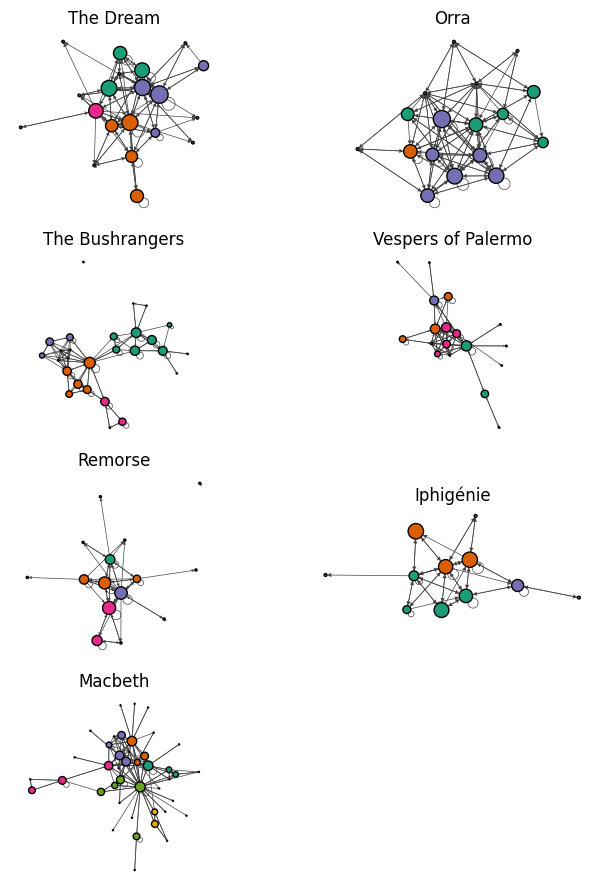 The Dream
Orra
The Bushrangers
Vespers of Palermo
Remorse
Iphigénie
Macbeth